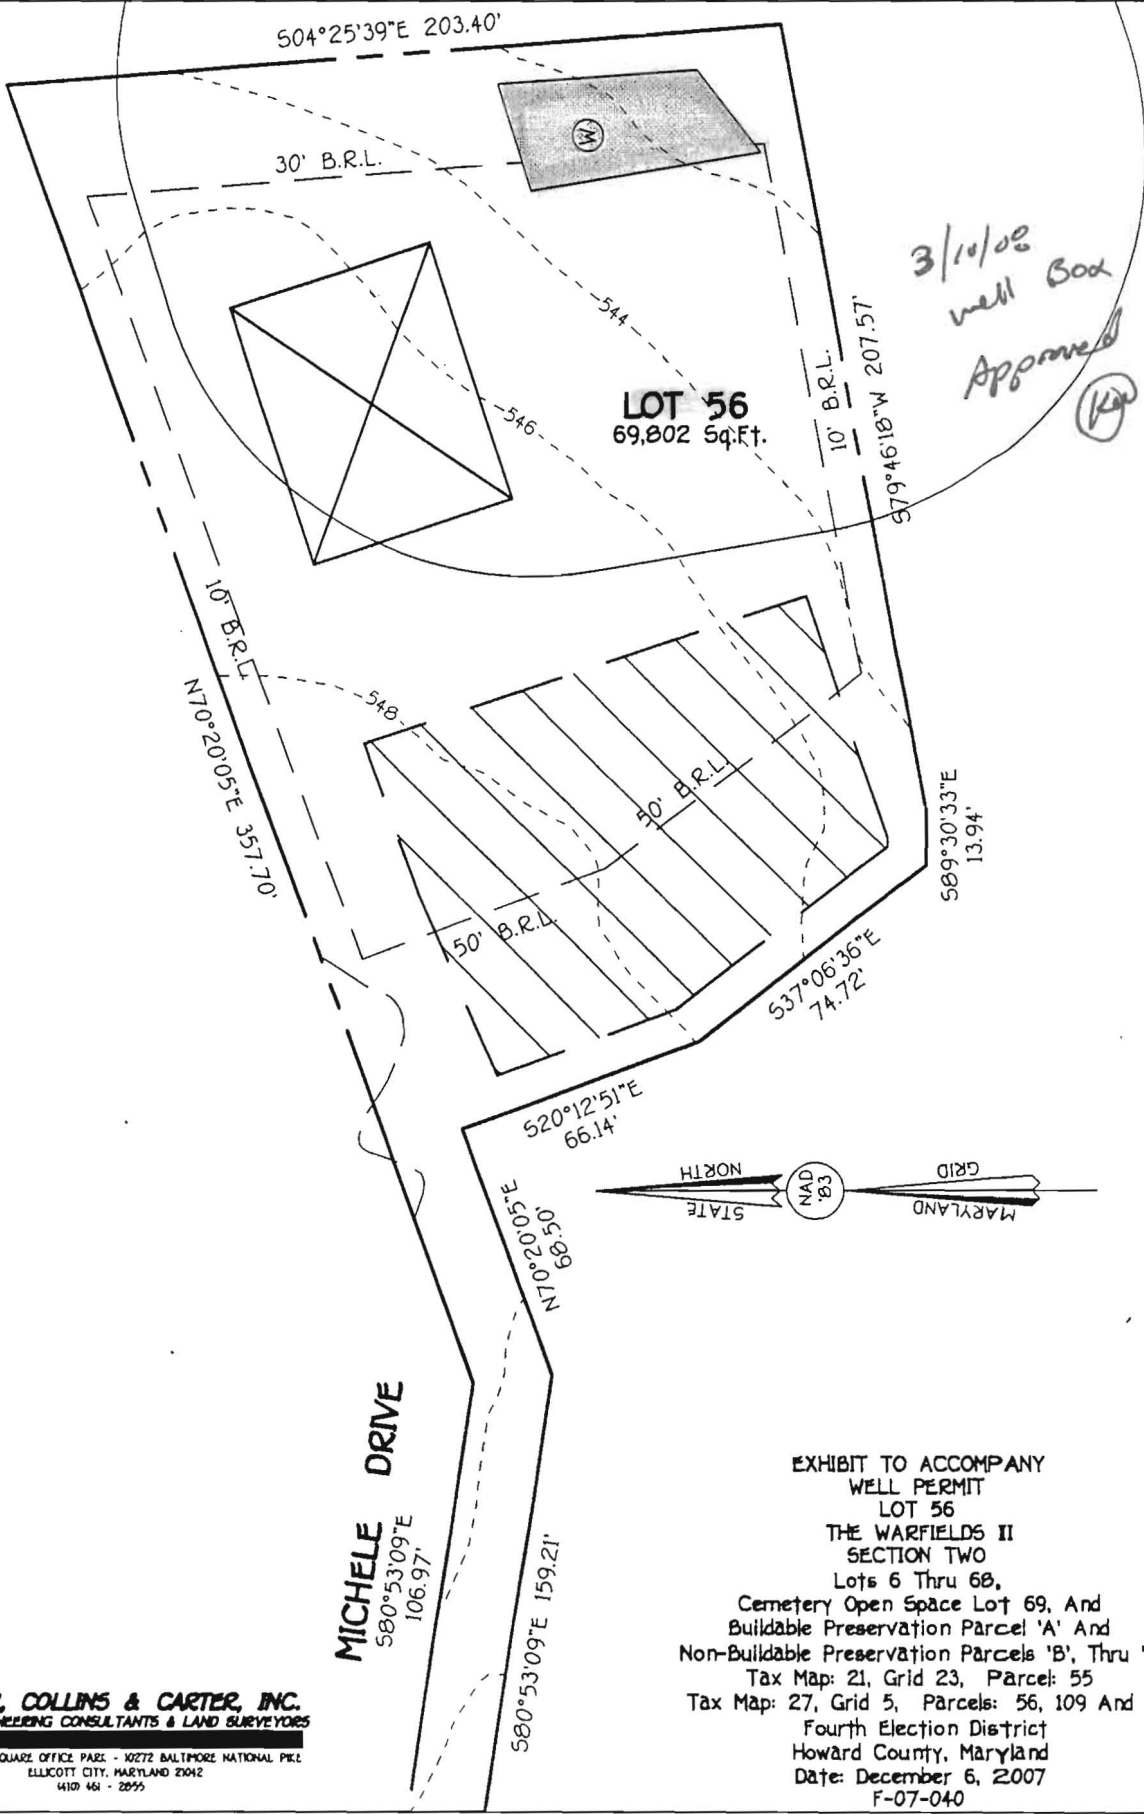 S04°25'39"E 203.40'
30' B.R.L.
3/10/08
well Box
Approved
544
546
LOT 56
69,802 Sq.Ft.
10' B.R.L.
S79°46'18"W 207.57'
10' B.R.L.
N70°20'05"E 357.70'
548
50' B.R.L.
50' B.R.L.
S89°30'33"E
13.94'
S37°06'36"E
74.72'
S20°12'51"E
66.14'
N70°20'05"E
68.50'
STATE NORTH
NAD
'83
MARYLAND GRID
MICHELE DRIVE
S80°53'09"E
106.97'
S80°53'09"E 159.21'
EXHIBIT TO ACCOMPANY
WELL PERMIT
LOT 56
THE WARFIELDS II
SECTION TWO
Lots 6 Thru 68,
Cemetery Open Space Lot 69, And
Buildable Preservation Parcel 'A' And
Non-Buildable Preservation Parcels 'B', Thru '
Tax Map: 21, Grid 23, Parcel: 55
Tax Map: 27, Grid 5, Parcels: 56, 109 And
Fourth Election District
Howard County, Maryland
Date: December 6, 2007
F-07-040
, COLLINS & CARTER, INC.
NEERING CONSULTANTS & LAND SURVEYORS
QUARE OFFICE PARK - 10272 BALTIMORE NATIONAL PIKE
ELLICOTT CITY, MARYLAND 21042
(410) 461 - 2855
W